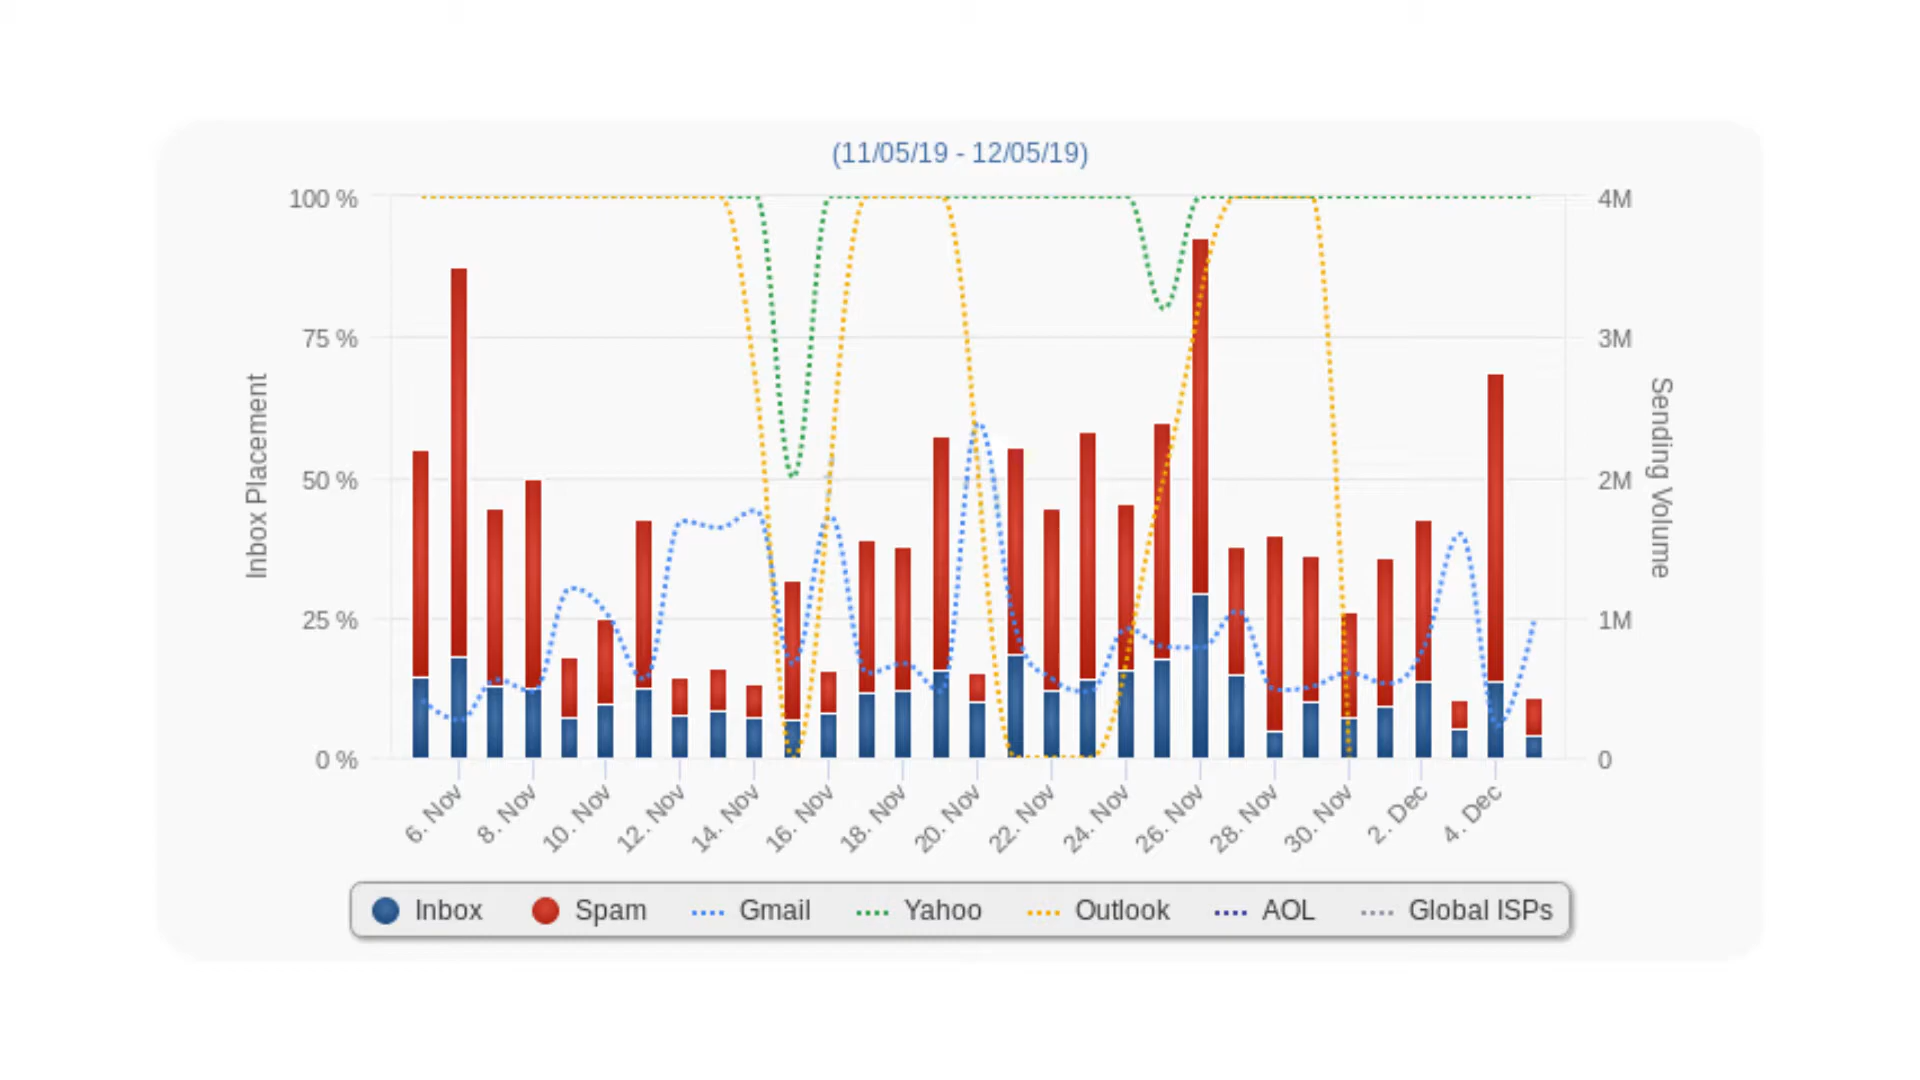 (11/05/19 - 12/05/19)
100 %
75 %
50 %
25 %
0 %
Inbox Placement
4M
3M
2M
1M
0
Sending Volume
6. Nov
8. Nov
10. Nov
12. Nov
14. Nov
16. Nov
18. Nov
20. Nov
22. Nov
24. Nov
26. Nov
28. Nov
30. Nov
2. Dec
4. Dec
Inbox Spam Gmail Yahoo Outlook AOL Global ISPs